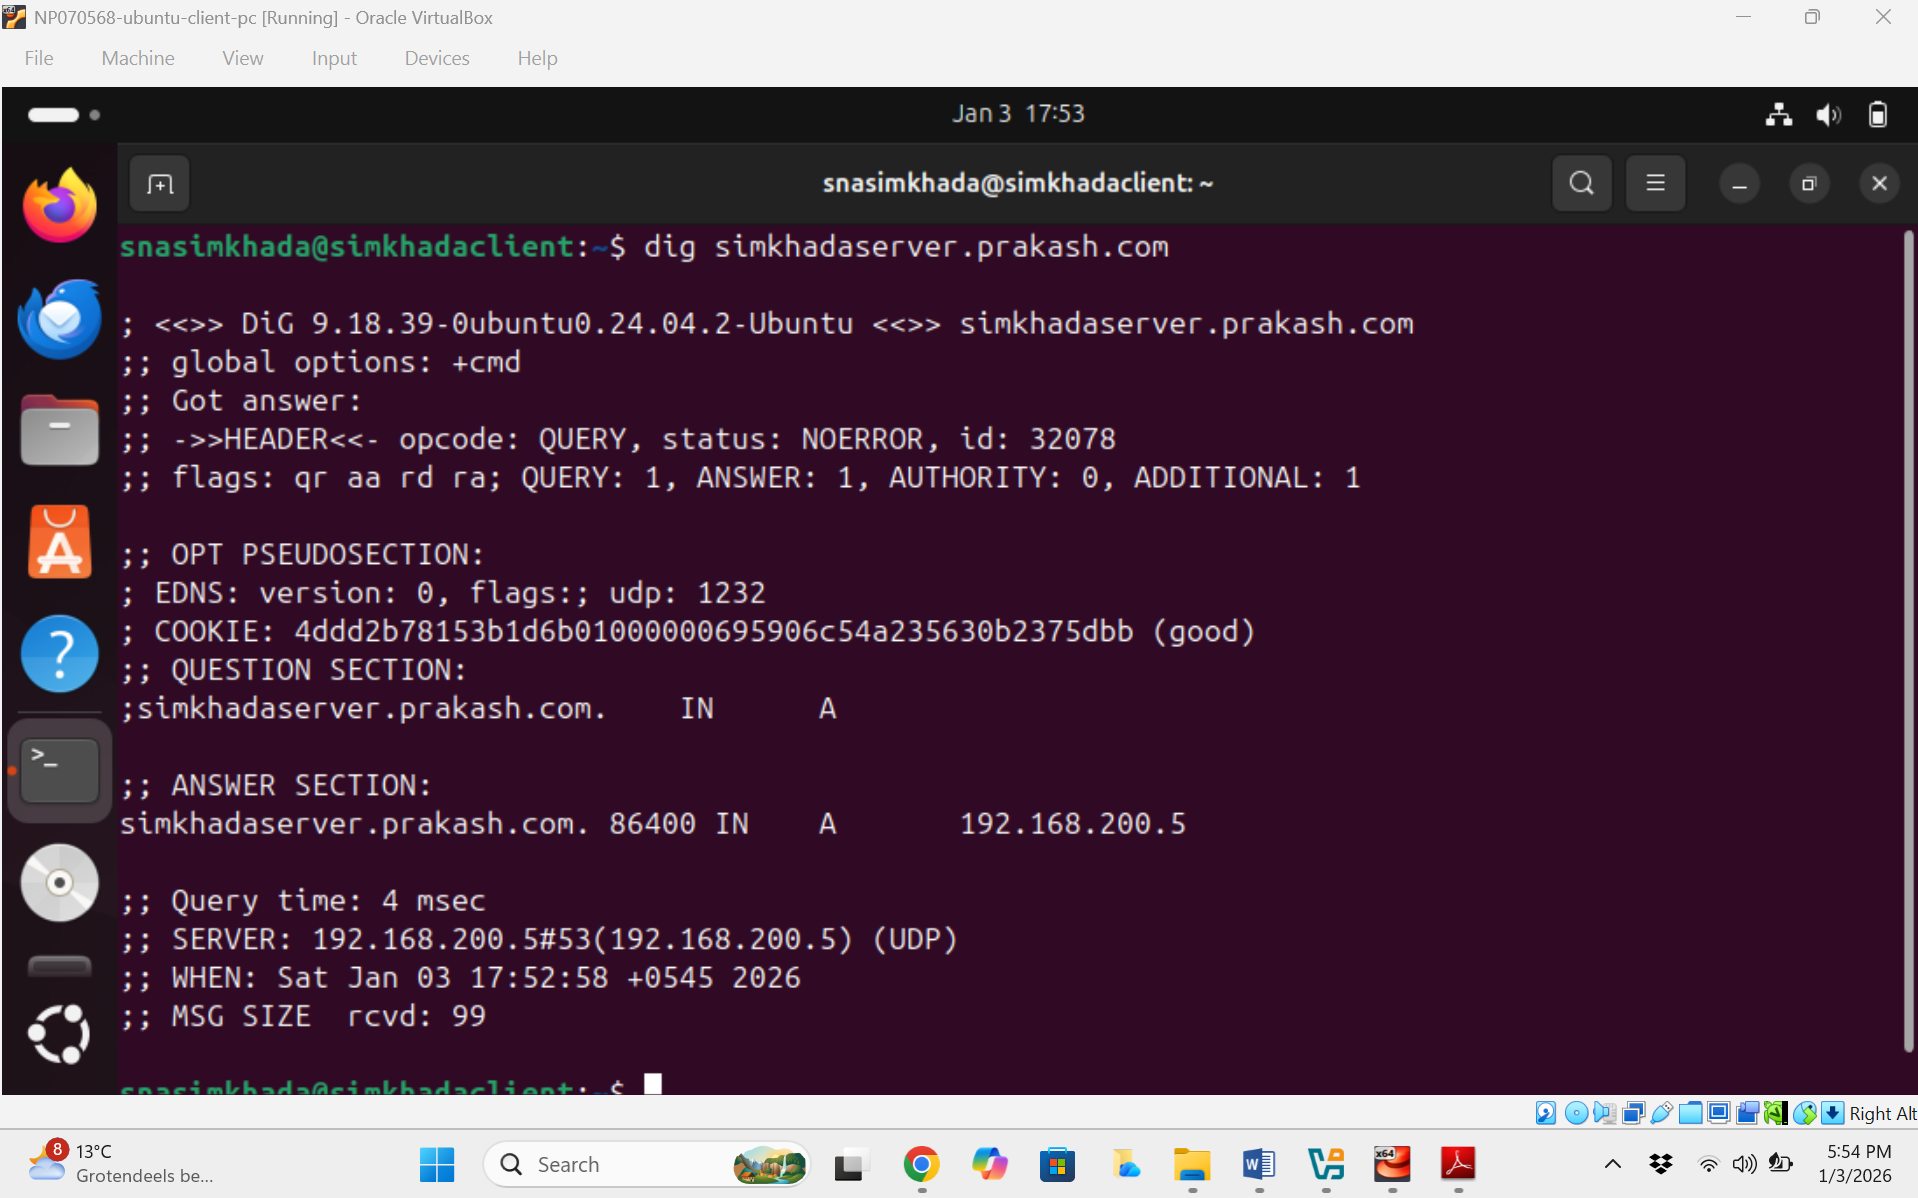 NP070568-ubuntu-client-pc [Running] - Oracle VirtualBox
File Machine View Input Devices Help
Jan 3 17:53
snasimkhada@simkhadaclient: ~
snasimkhada@simkhadaclient:~$ dig simkhadaserver.prakash.com
; <<>> DiG 9.18.39-0ubuntu0.24.04.2-Ubuntu <<>> simkhadaserver.prakash.com
;; global options: +cmd
;; Got answer:
;; ->>HEADER<<- opcode: QUERY, status: NOERROR, id: 32078
;; flags: qr aa rd ra; QUERY: 1, ANSWER: 1, AUTHORITY: 0, ADDITIONAL: 1
;; OPT PSEUDOSECTION:
; EDNS: version: 0, flags:; udp: 1232
; COOKIE: 4ddd2b78153b1d6b01000000695906c54a235630b2375dbb (good)
;; QUESTION SECTION:
;simkhadaserver.prakash.com. IN A
;; ANSWER SECTION:
simkhadaserver.prakash.com. 86400 IN A 192.168.200.5
;; Query time: 4 msec
;; SERVER: 192.168.200.5#53(192.168.200.5) (UDP)
;; WHEN: Sat Jan 03 17:52:58 +0545 2026
;; MSG SIZE rcvd: 99
snasimkhada@simkhadaclient:~$
Right Alt
8
13°C
Grotendeels be...
Search
x64
5:54 PM
1/3/2026